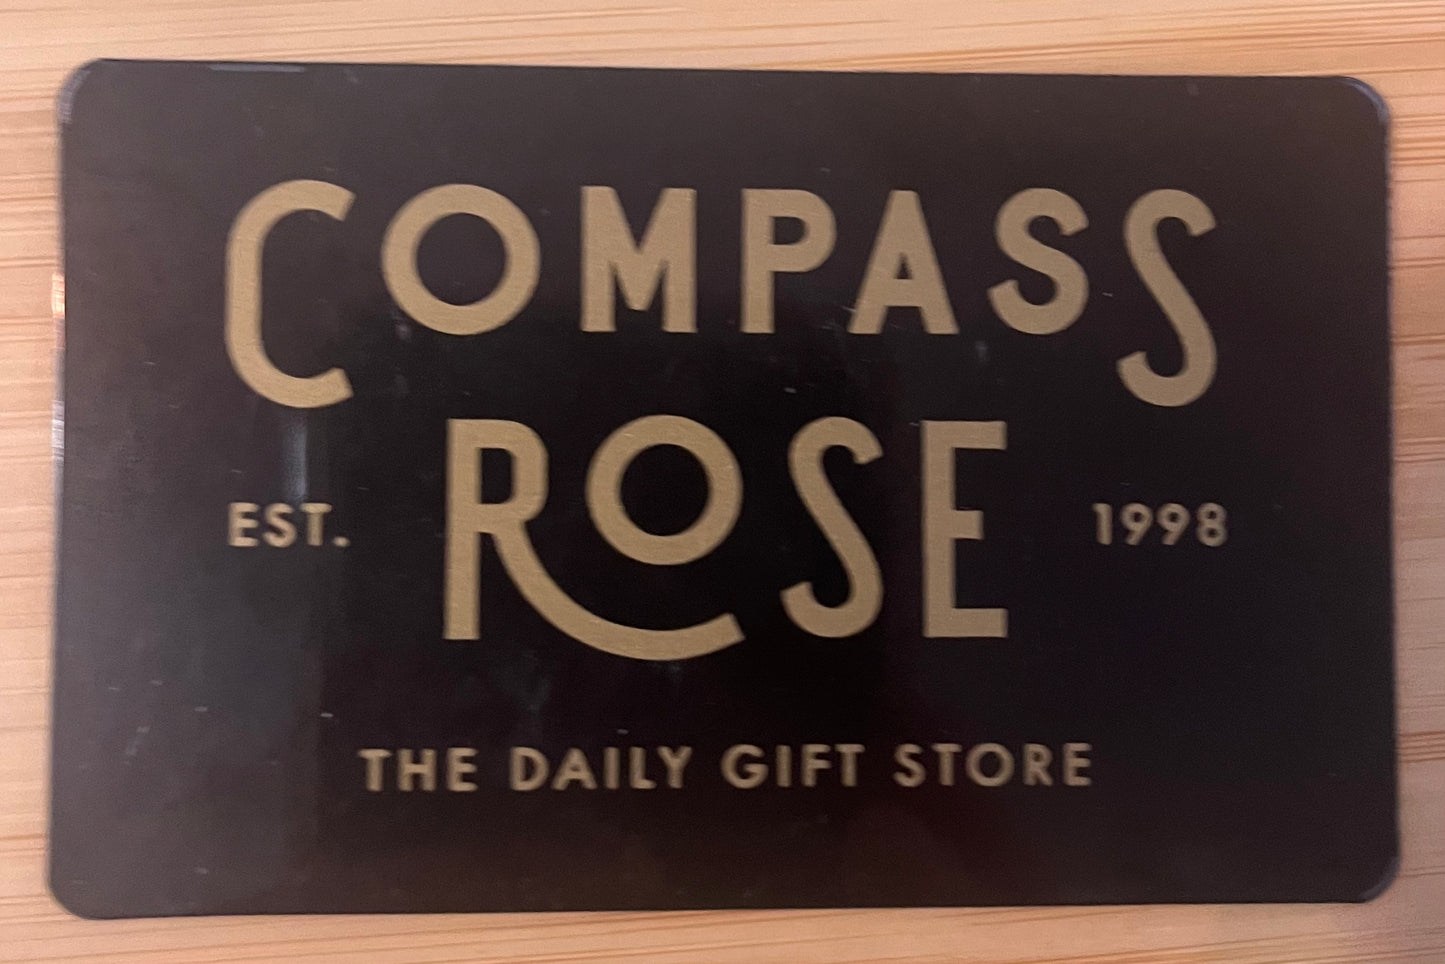 COMPASS
ROSE
EST. 1998
THE DAILY GIFT STORE